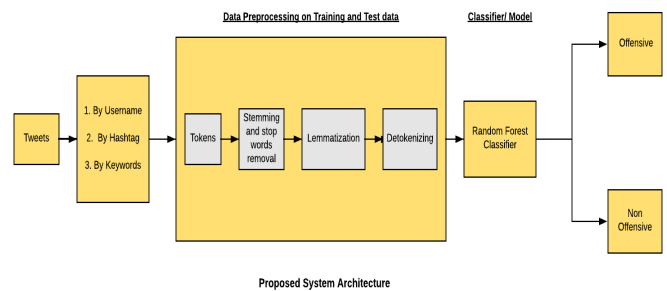 Data Preprocessing on Training and Test data
Classifier/ Model
Tweets
1. By Username
2. By Hashtag
3. By Keywords
Tokens
Stemming
and stop
words
removal
Lemmatization
Detokenizing
Random Forest
Classifier
Offensive
Non
Offensive
Proposed System Architecture